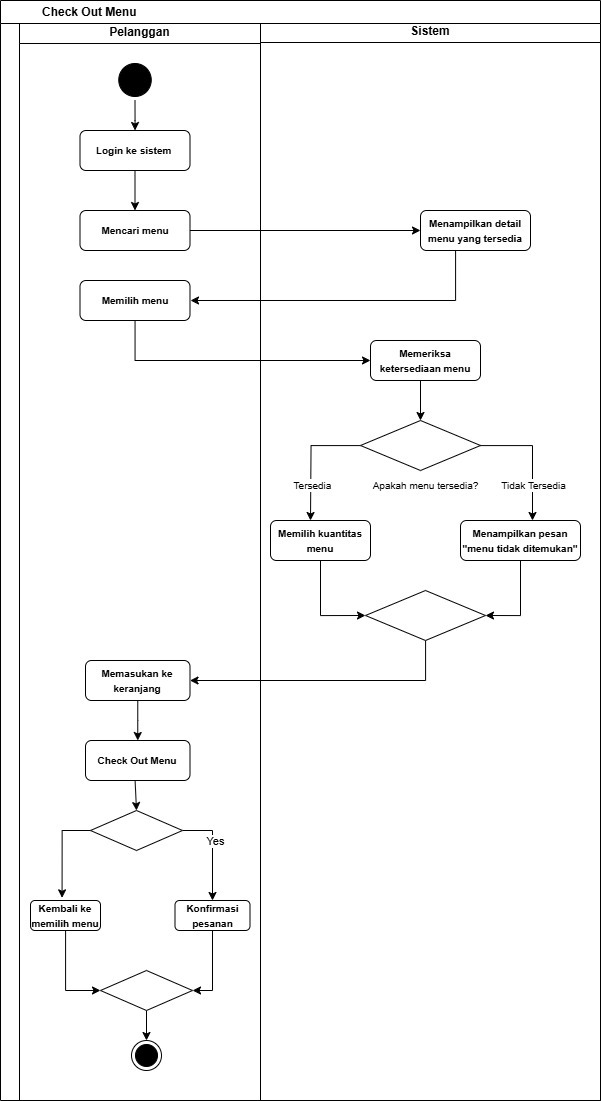 Check Out Menu
Pelanggan
Sistem
Login ke sistem
Mencari menu
Menampilkan detail
menu yang tersedia
Memilih menu
Memeriksa
ketersediaan menu
Tersedia
Apakah menu tersedia?
Tidak Tersedia
Memilih kuantitas
menu
Menampilkan pesan
"menu tidak ditemukan"
Memasukan ke
keranjang
Check Out Menu
Yes
Kembali ke
memilih menu
Konfirmasi
pesanan